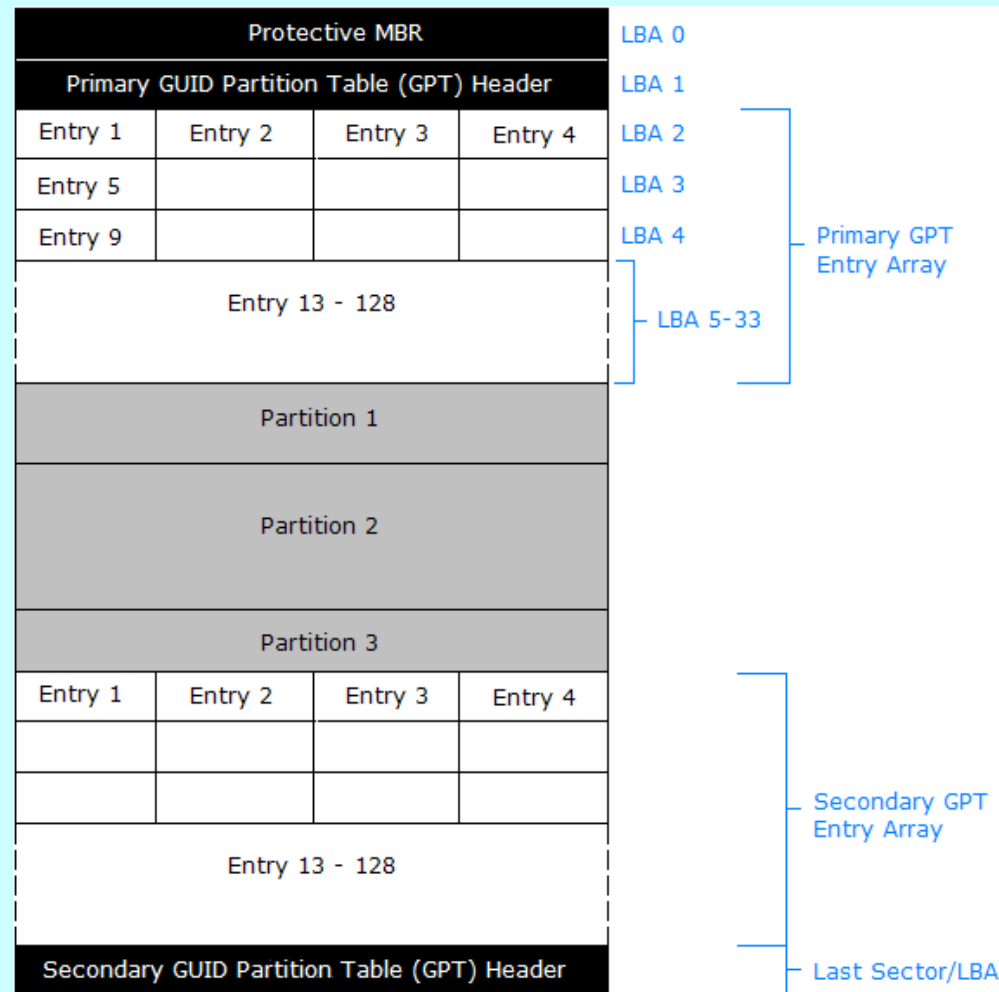 Protective MBR
LBA 0
Primary GUID Partition Table (GPT) Header
LBA 1
Entry 1 Entry 2 Entry 3 Entry 4
LBA 2
Entry 5
LBA 3
Entry 9
LBA 4
Primary GPT
Entry Array
Entry 13 - 128
LBA 5-33
Partition 1
Partition 2
Partition 3
Entry 1 Entry 2 Entry 3 Entry 4
Secondary GPT
Entry Array
Entry 13 - 128
Secondary GUID Partition Table (GPT) Header
Last Sector/LBA